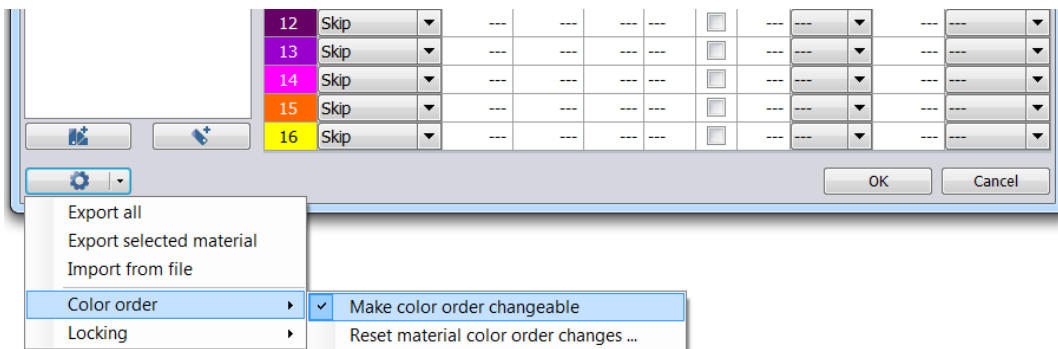 12 Skip --- --- --- --- --- --- --- ---
13 Skip --- --- --- --- --- --- --- ---
14 Skip --- --- --- --- --- --- --- ---
15 Skip --- --- --- --- --- --- --- ---
16 Skip --- --- --- --- --- --- --- ---
OK Cancel
Export all
Export selected material
Import from file
Color order Make color order changeable
Locking Reset material color order changes ...